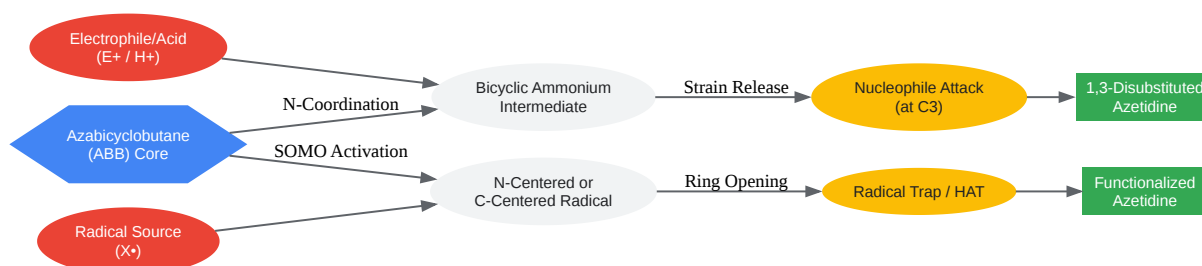 Electrophile/Acid
(E+ / H+)
Azabicyclobutane
(ABB) Core
Radical Source
(X•)
N-Coordination
SOMO Activation
Bicyclic Ammonium
Intermediate
N-Centered or
C-Centered Radical
Strain Release
Ring Opening
Nucleophile Attack
(at C3)
Radical Trap / HAT
1,3-Disubstituted
Azetidine
Functionalized
Azetidine